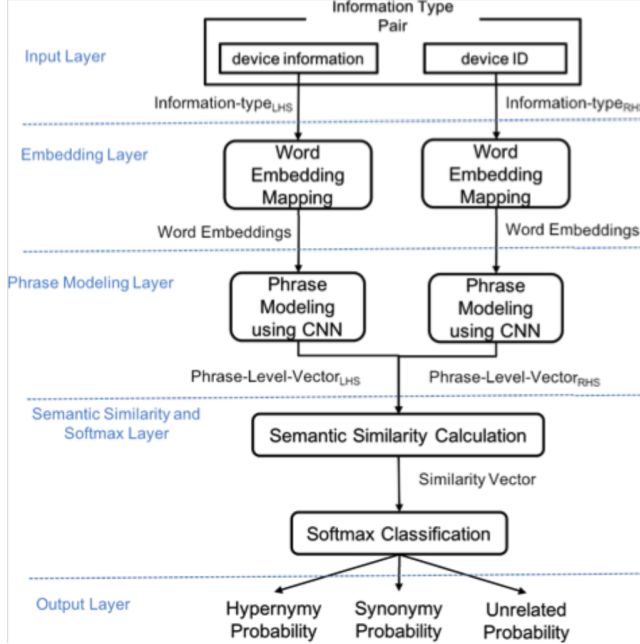 Information Type
Pair
Input Layer
device information
device ID
Information-typeLHS
Information-typeRHS
Embedding Layer
Word
Embedding
Mapping
Word
Embedding
Mapping
Word Embeddings
Word Embeddings
Phrase Modeling Layer
Phrase
Modeling
using CNN
Phrase
Modeling
using CNN
Phrase-Level-VectorLHS
Phrase-Level-VectorRHS
Semantic Similarity and
Softmax Layer
Semantic Similarity Calculation
Similarity Vector
Softmax Classification
Output Layer
Hypernymy
Probability
Synonymy
Probability
Unrelated
Probability